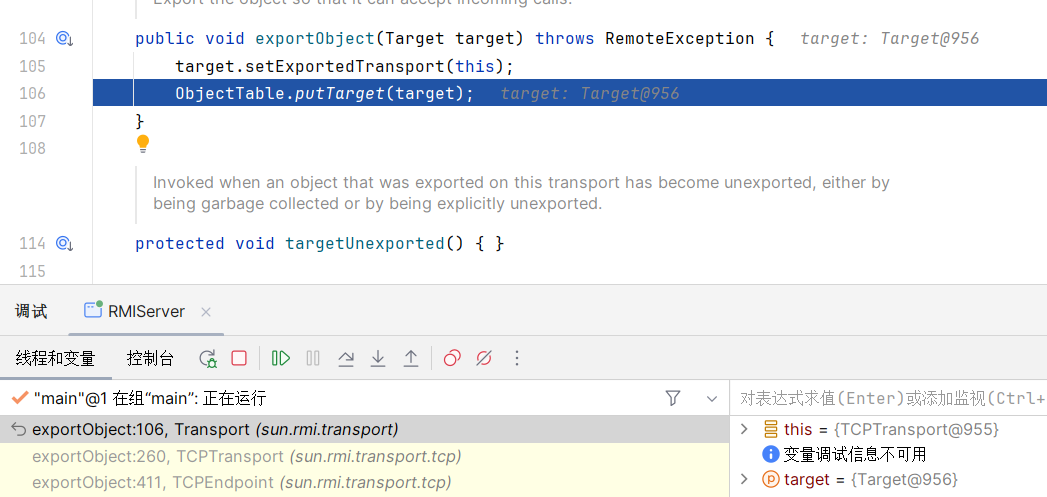 Export the object so that it can accept incoming calls.
104 public void exportObject(Target target) throws RemoteException { target: Target@956
105 target.setExportedTransport(this);
106 ObjectTable.putTarget(target); target: Target@956
107 }
108
Invoked when an object that was exported on this transport has become unexported, either by
being garbage collected or by being explicitly unexported.
114 protected void targetUnexported() { }
115
调试 RMIServer
线程和变量 控制台
"main"@1 在组“main”: 正在运行
对表达式求值(Enter)或添加监视(Ctrl+
exportObject:106, Transport (sun.rmi.transport)
exportObject:260, TCPTransport (sun.rmi.transport.tcp)
exportObject:411, TCPEndpoint (sun.rmi.transport.tcp)
this = {TCPTransport@955}
变量调试信息不可用
target = {Target@956}